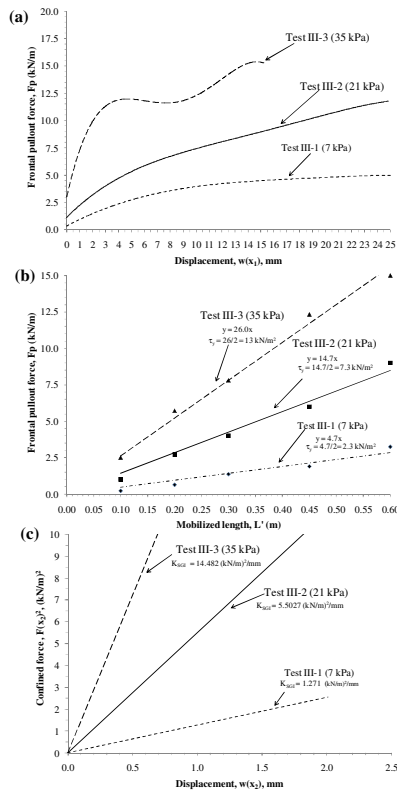 (a)
20.0
17.5
15.0
12.5
10.0
7.5
5.0
2.5
0.0
Frontal pullout force, Fp (kN/m)
Test III-3 (35 kPa)
Test III-2 (21 kPa)
Test III-1 (7 kPa)
0 1 2 3 4 5 6 7 8 9 10 11 12 13 14 15 16 17 18 19 20 21 22 23 24 25
Displacement, w(x₁), mm
(b)
15.0
12.5
10.0
7.5
5.0
2.5
0.0
Frontal pullout force, Fp (kN/m)
Test III-3 (35 kPa)
y=26.0x
τy =26/2=13 kN/m²
Test III-2 (21 kPa)
y=14.7x
τy =14.7/2=7.3 kN/m²
Test III-1 (7 kPa)
y=4.7x
τy =4.7/2=2.3 kN/m²
0.00 0.05 0.10 0.15 0.20 0.25 0.30 0.35 0.40 0.45 0.50 0.55 0.60
Mobilized length, L' (m)
(c)
10
9
8
7
6
5
4
3
2
1
0
Confined force, F(x₂)², (kN/m)²
Test III-3 (35 kPa)
K_SGI = 14.482 (kN/m)²/mm
Test III-2 (21 kPa)
K_SGI = 5.5027 (kN/m)²/mm
Test III-1 (7 kPa)
K_SGI = 1.271 (kN/m)²/mm
0.0 0.5 1.0 1.5 2.0 2.5
Displacement, w(x₂), mm